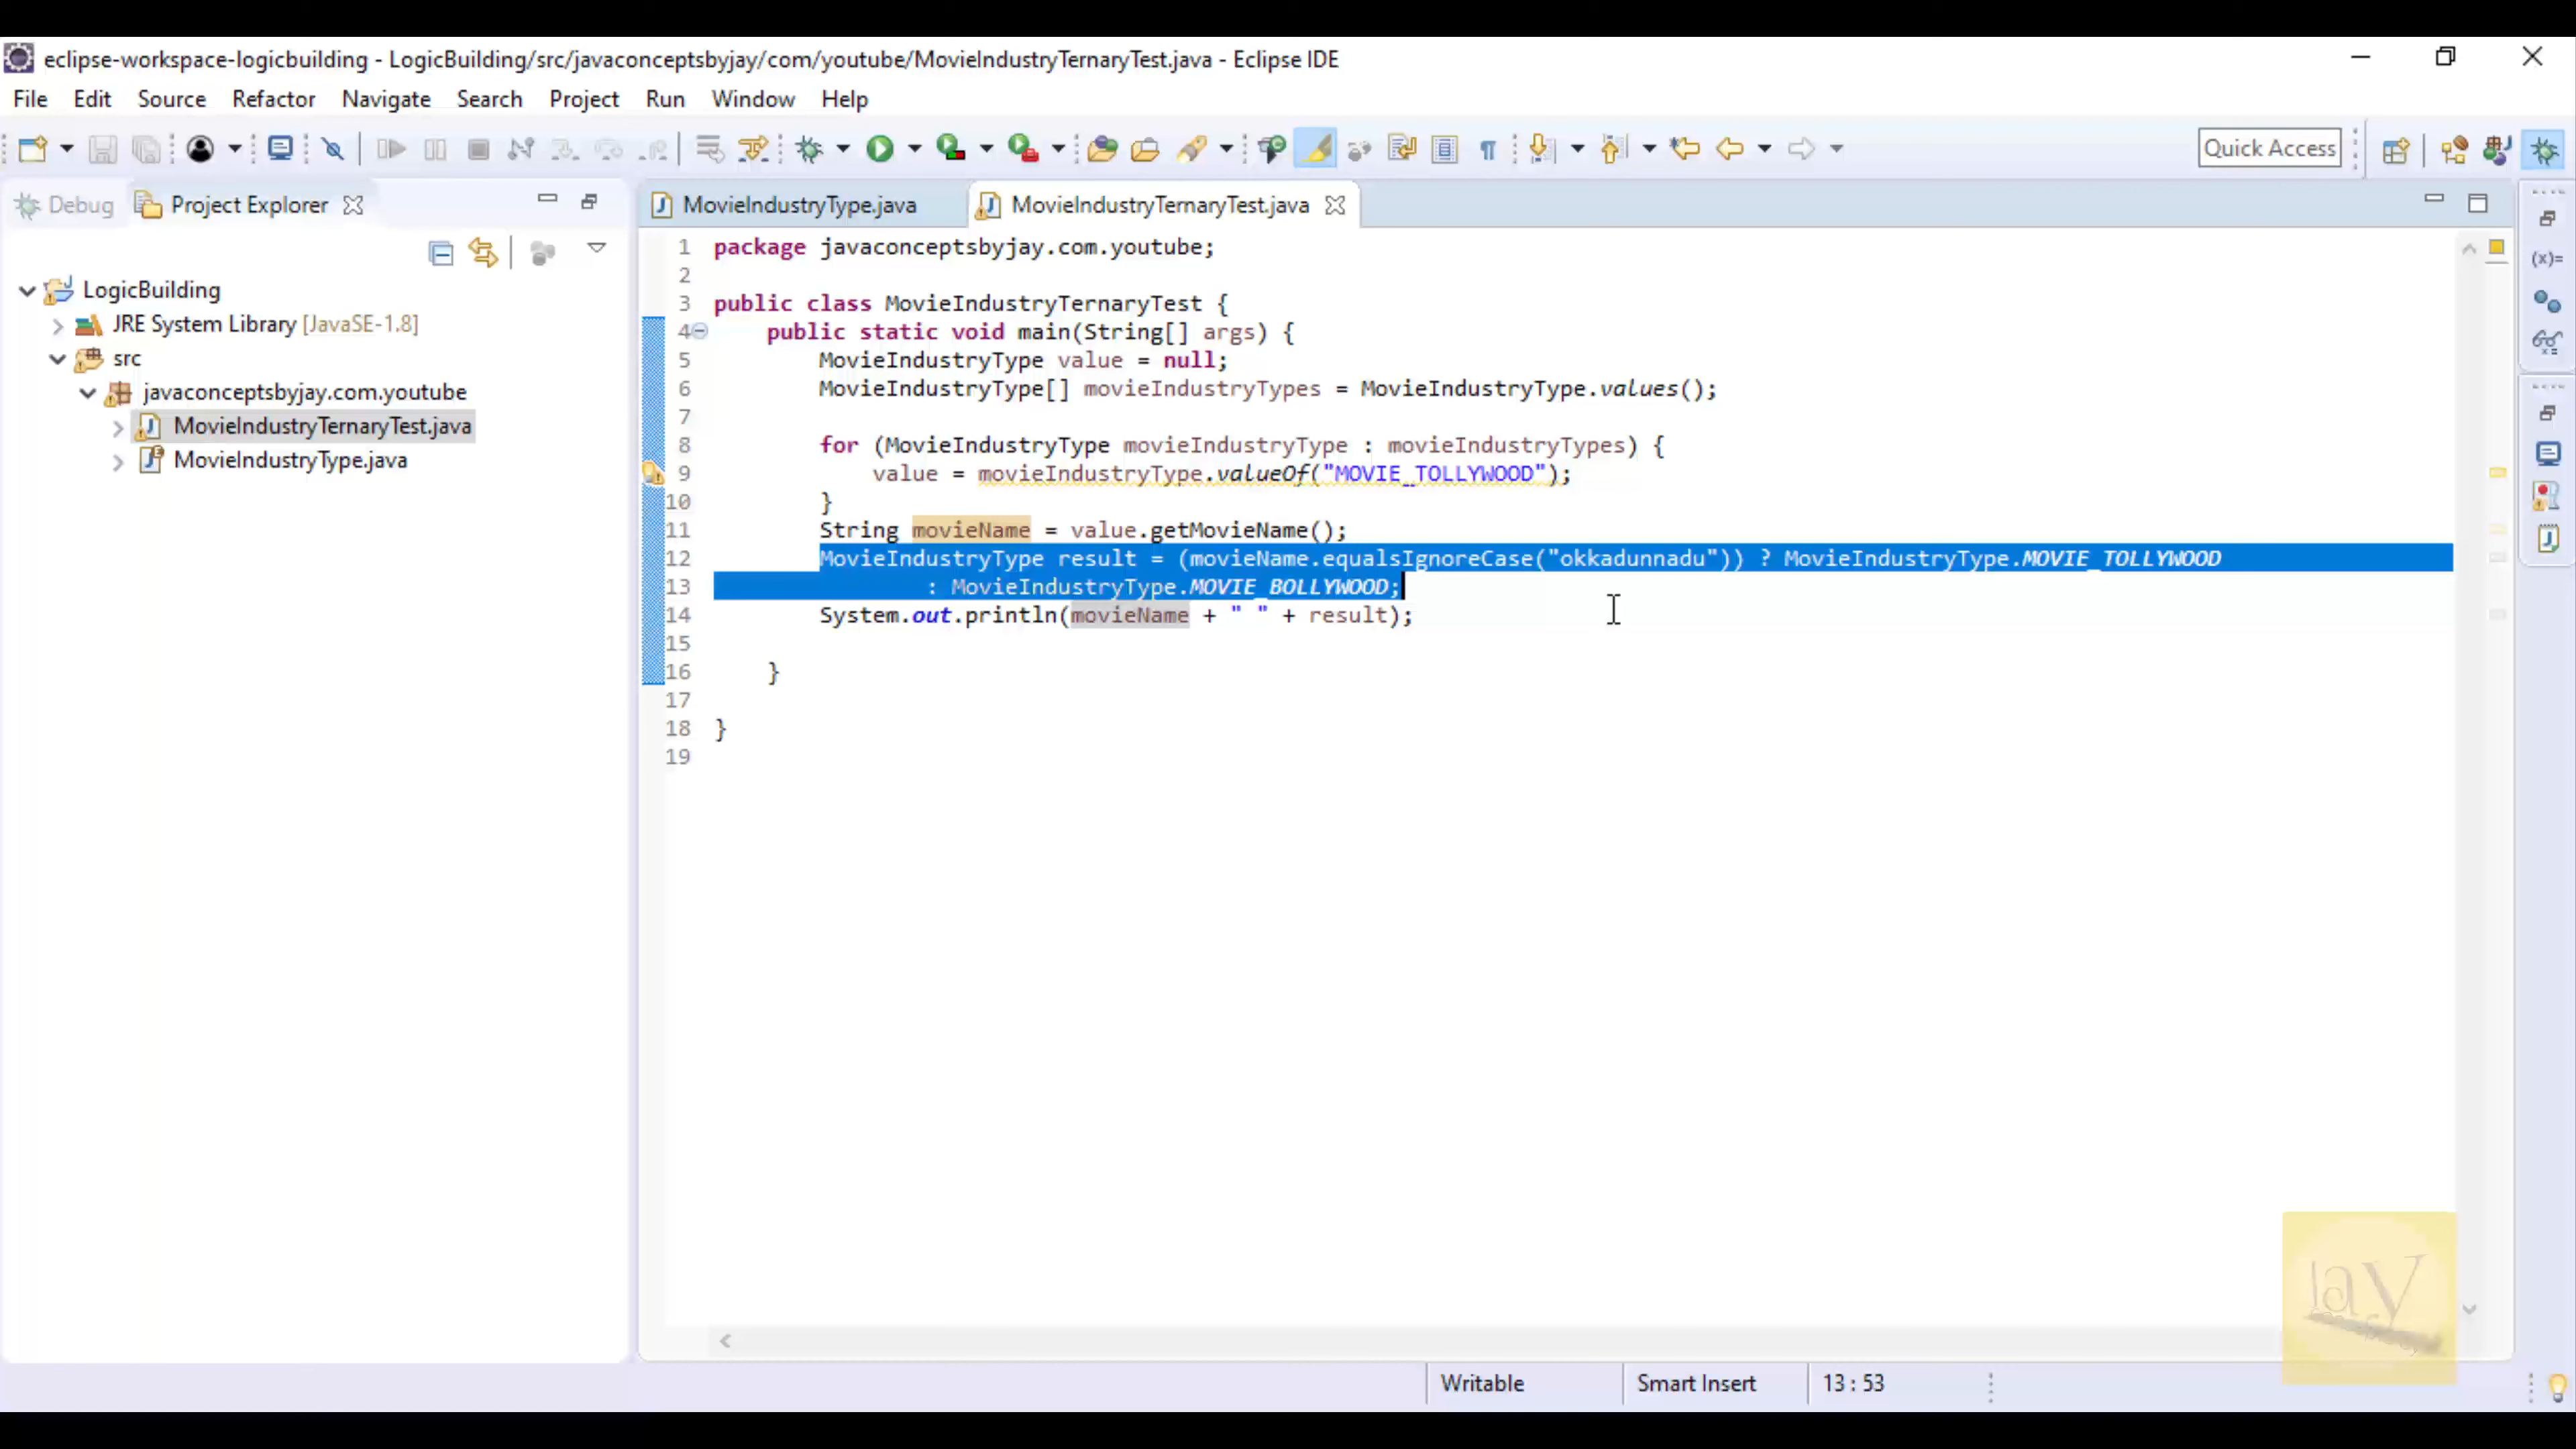 eclipse-workspace-logicbuilding - LogicBuilding/src/javaconceptsbyjay/com/youtube/MovieIndustryTernaryTest.java - Eclipse IDE
File Edit Source Refactor Navigate Search Project Run Window Help
Quick Access
Debug Project Explorer
LogicBuilding
JRE System Library [JavaSE-1.8]
src
javaconceptsbyjay.com.youtube
MovieIndustryTernaryTest.java
MovieIndustryType.java
MovieIndustryType.java MovieIndustryTernaryTest.java
1 package javaconceptsbyjay.com.youtube;
2
3 public class MovieIndustryTernaryTest {
4 public static void main(String[] args) {
5 MovieIndustryType value = null;
6 MovieIndustryType[] movieIndustryTypes = MovieIndustryType.values();
7
8 for (MovieIndustryType movieIndustryType : movieIndustryTypes) {
9 value = movieIndustryType.valueOf("MOVIE_TOLLYWOOD");
10 }
11 String movieName = value.getMovieName();
12 MovieIndustryType result = (movieName.equalsIgnoreCase("okkadunnadu")) ? MovieIndustryType.MOVIE_TOLLYWOOD
13 : MovieIndustryType.MOVIE_BOLLYWOOD;
14 System.out.println(movieName + " " + result);
15
16 }
17
18 }
19
Writable Smart Insert 13 : 53